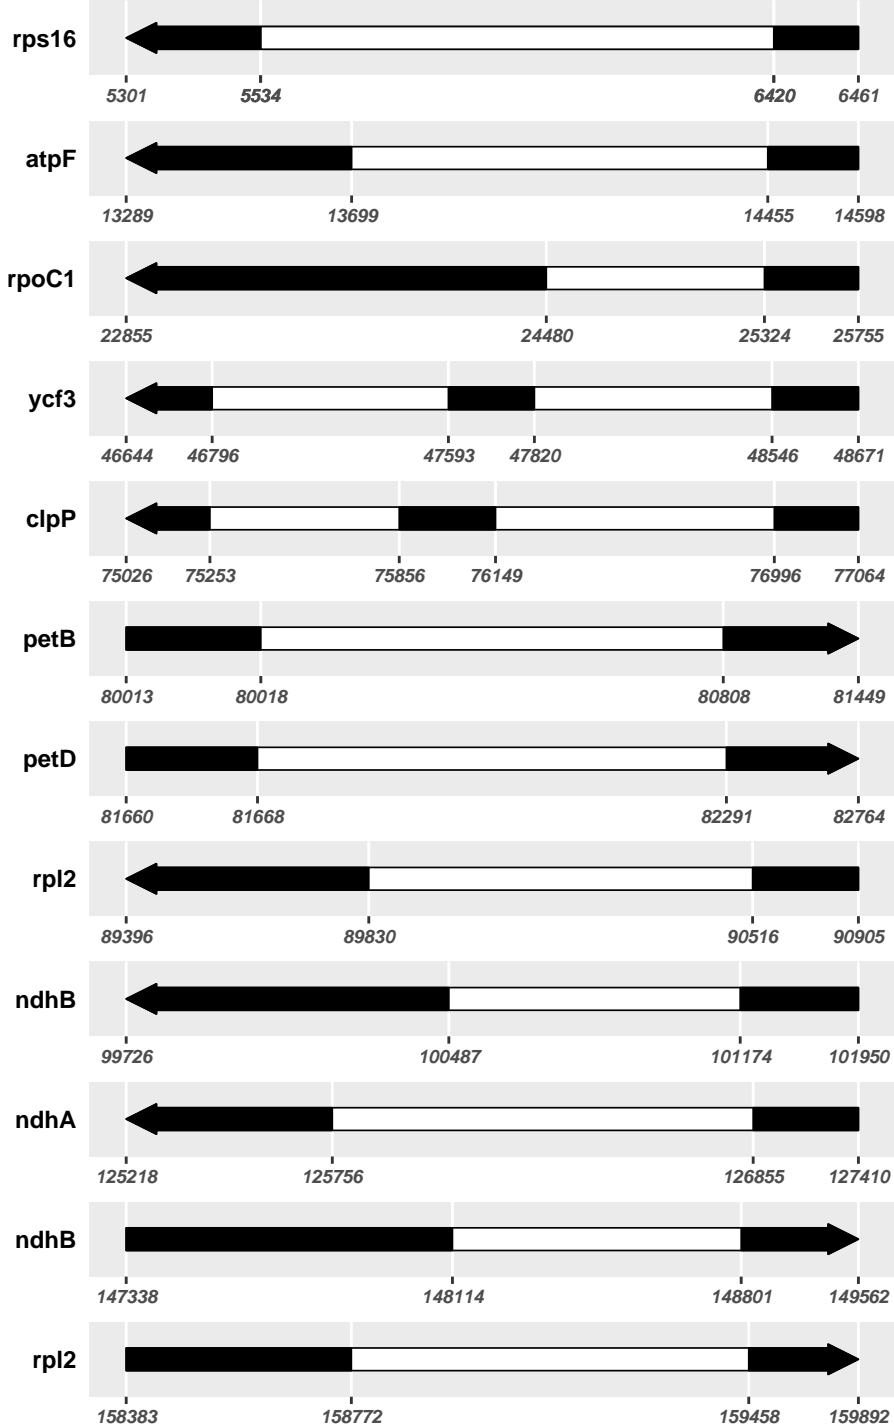 rps16
5301 5534 6420 6461
atpF
13289 13699 14455 14598
rpoC1
22855 24480 25324 25755
ycf3
46644 46796 47593 47820 48546 48671
clpP
75026 75253 75856 76149 76996 77064
petB
80013 80018 80808 81449
petD
81660 81668 82291 82764
rpl2
89396 89830 90516 90905
ndhB
99726 100487 101174 101950
ndhA
125218 125756 126855 127410
ndhB
147338 148114 148801 149562
rpl2
158383 158772 159458 159892